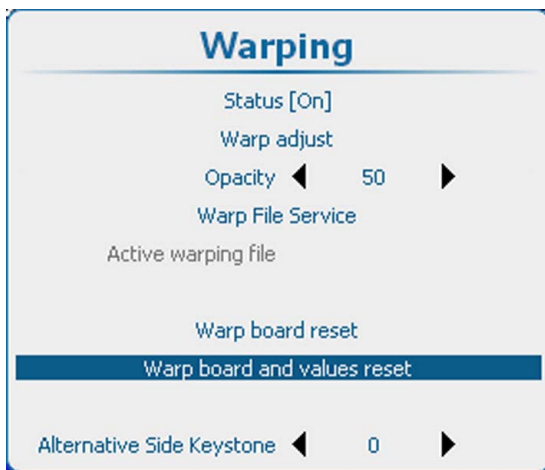 Warping
Status [On]
Warp adjust
Opacity 50
Warp File Service
Active warping file
Warp board reset
Warp board and values reset
Alternative Side Keystone 0